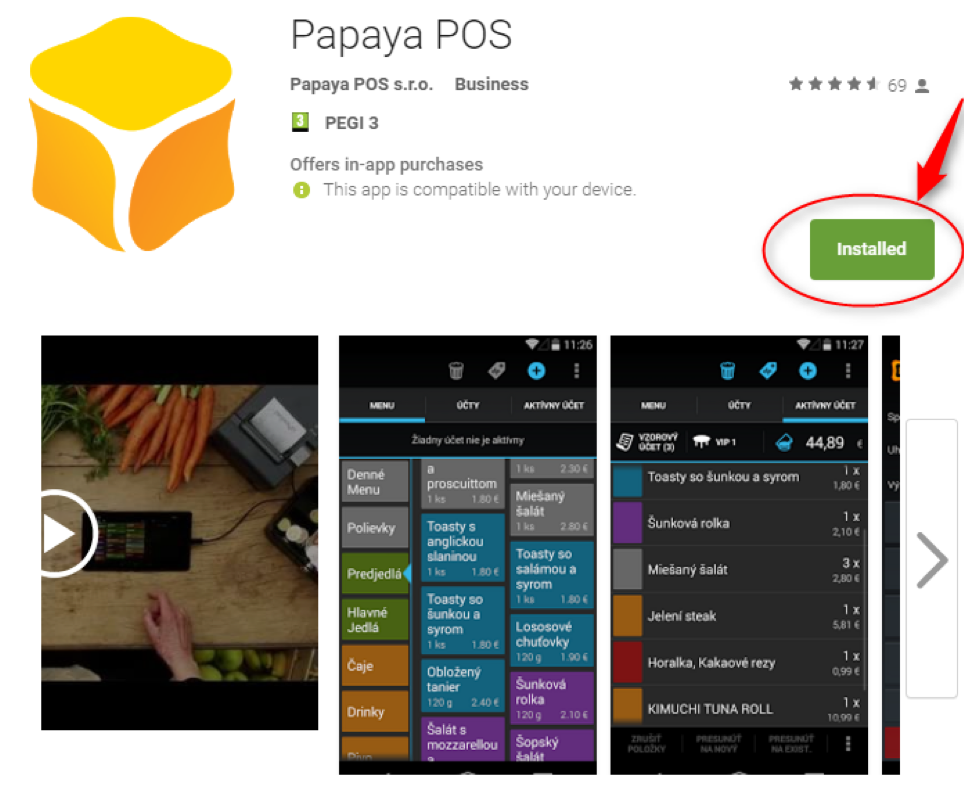 Papaya POS
Papaya POS s.r.o. Business
69
3 PEGI 3
Offers in-app purchases
This app is compatible with your device.
Installed
11:26
MENU ÚČTY AKTÍVNY ÚČET
Žiadny účet nie je aktívny
Denné
Menu
Polievky
Predjedlá
Hlavné
Jedlá
Čaje
Drinky
Pivo
a
proscuittom
1 ks 1.80 €
Toasty s
anglickou
slaninou
1 ks 1.80 €
Toasty so
šunkou a
syrom
1 ks 1.80 €
Obložený
tanier
120 g 2.40 €
Šalát s
mozzarellou
a
1 ks 2.30 €
Miešaný
šalát
1 ks 2.80 €
Toasty so
salámou a
syrom
1 ks 1.80 €
Lososové
chuťovky
120 g 1.90 €
Šunková
rolka
120 g 2.10 €
Šopský
šalát
11:27
MENU ÚČTY AKTÍVNY ÚČET
VZOROVÝ
ÚČET (3)
VIP 1
44,89 €
Toasty so šunkou a syrom 1 x
1,80 €
Šunková rolka 1 x
2,10 €
Miešaný šalát 3 x
2,80 €
Jelení steak 1 x
5,81 €
Horalka, Kakaové rezy 1 x
0,99 €
KIMUCHI TUNA ROLL 1 x
10,99 €
ZRUŠIŤ
POLOŽKY
PRESUNÚŤ
NA NOVÝ
PRESUNÚŤ
NA EXIST..
Sp
Uh
Vý